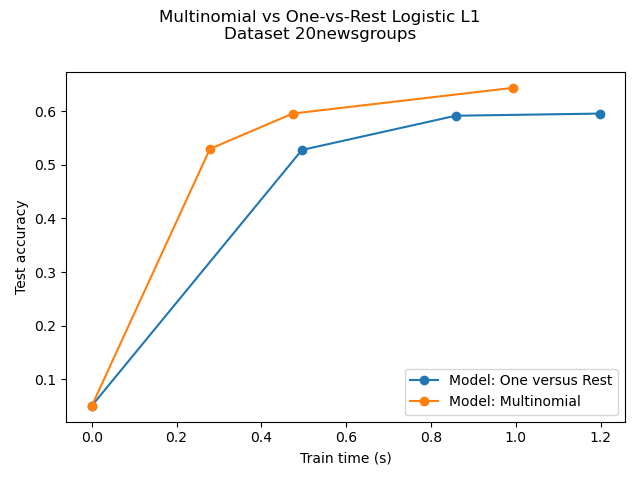 Multinomial vs One-vs-Rest Logistic L1
Dataset 20newsgroups
0.6
0.5
0.4
0.3
0.2
0.1
Test accuracy
0.0
0.2
0.4
0.6
0.8
1.0
1.2
Train time (s)
Model: One versus Rest
Model: Multinomial